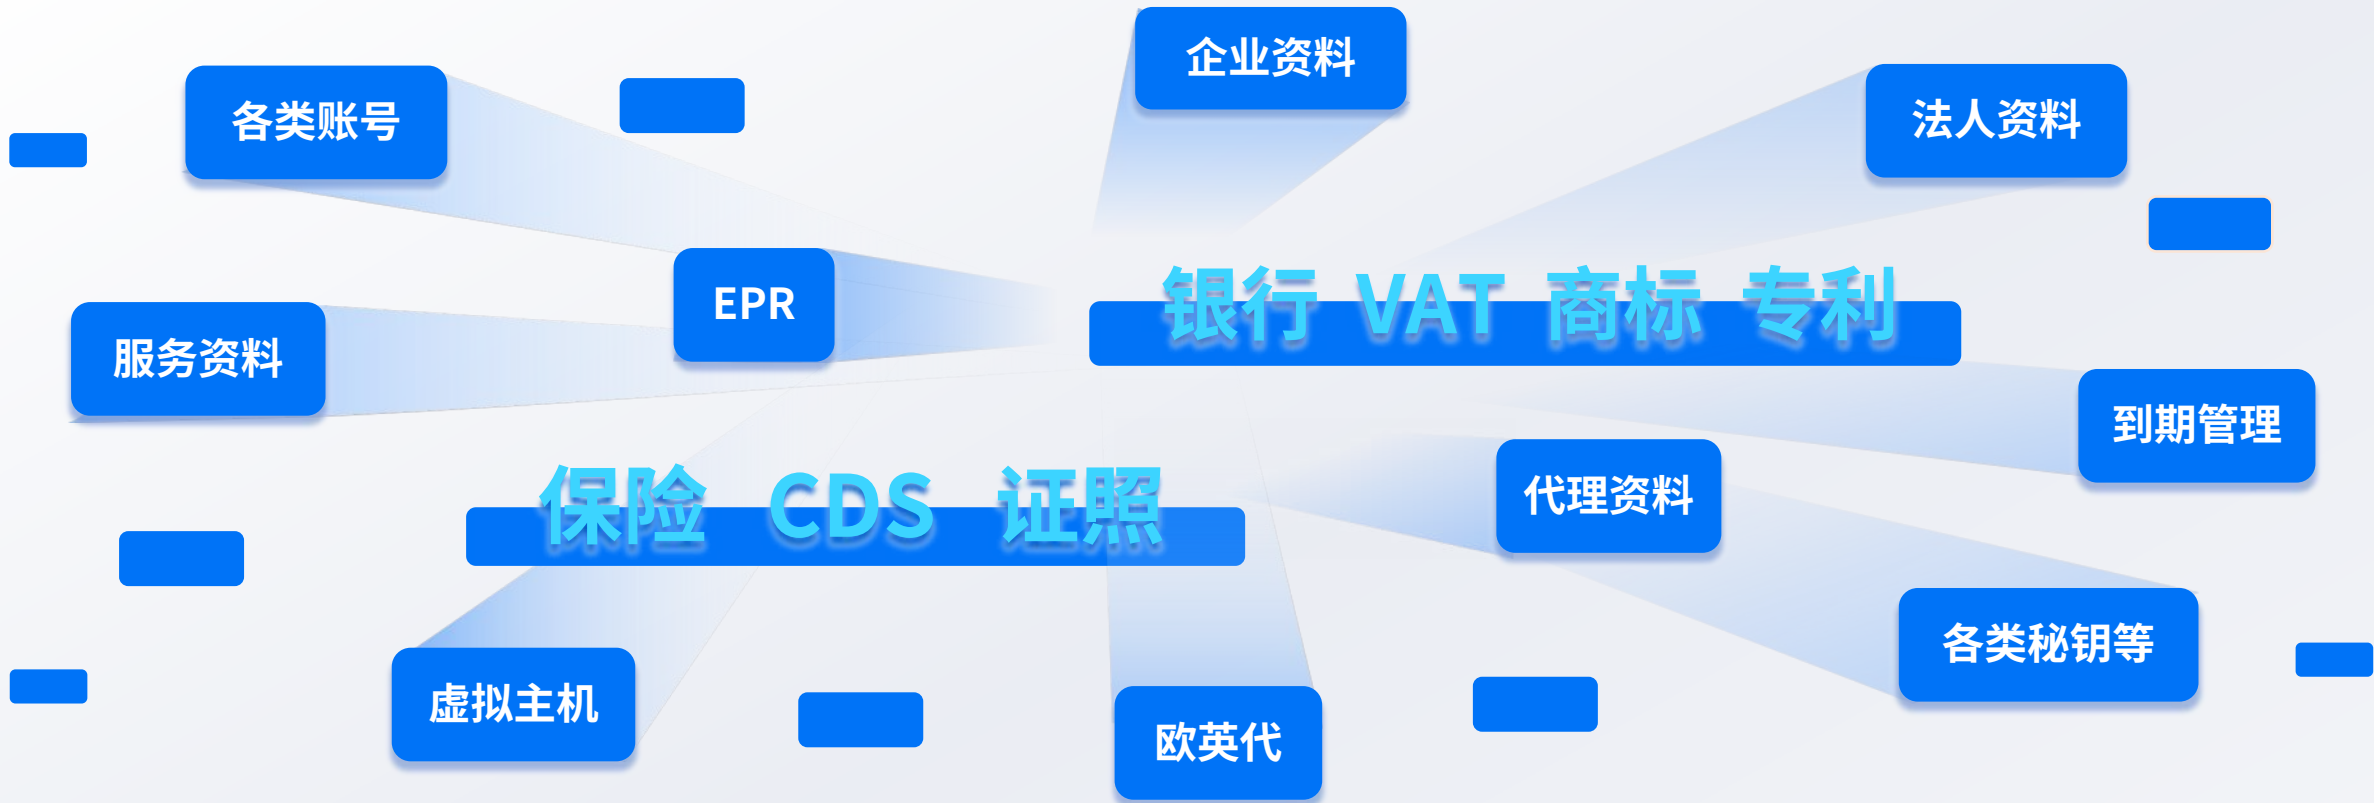 企业资料
各类账号
法人资料
EPR
银行 VAT 商标 专利
服务资料
到期管理
保险 CDS 证照
代理资料
各类秘钥等
虚拟主机
欧英代